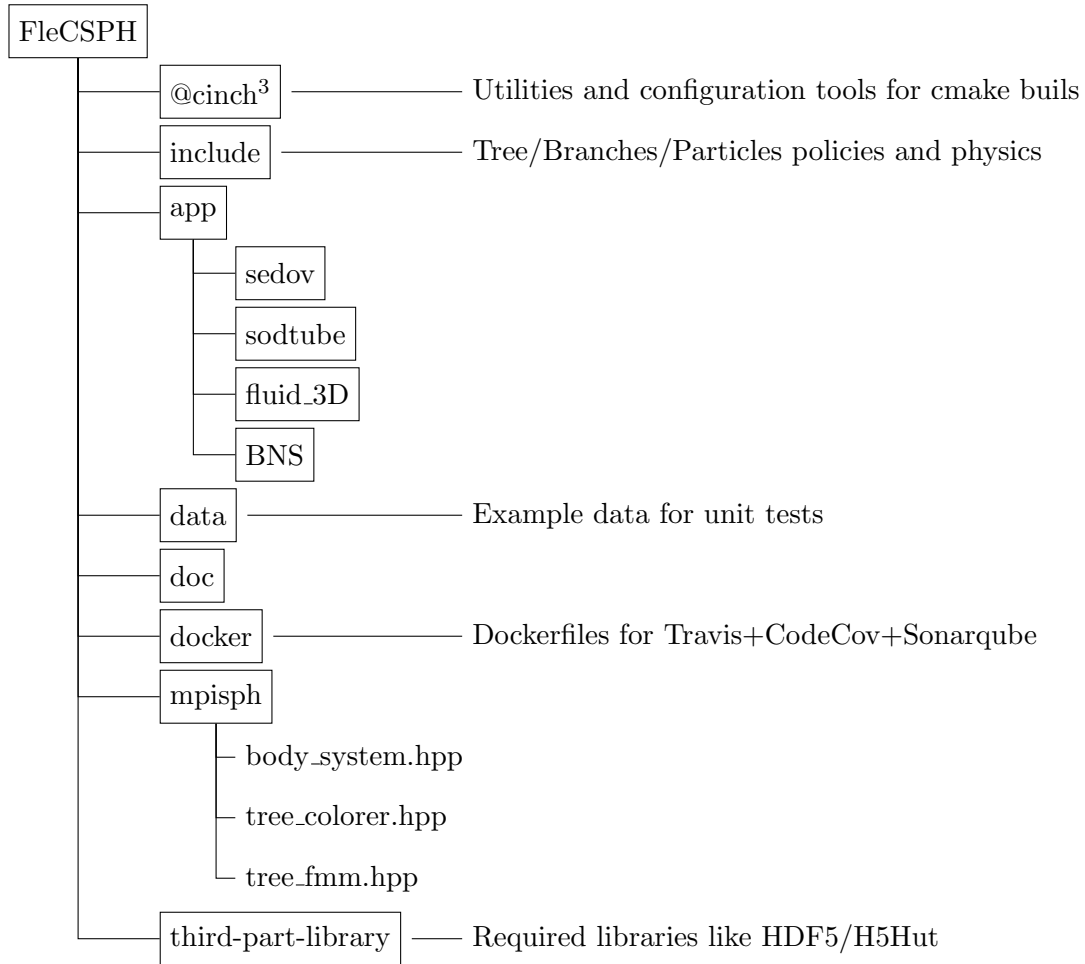 FleCSPH
@cinch³ Utilities and configuration tools for cmake buils
include Tree/Branches/Particles policies and physics
app
sedov
sodtube
fluid_3D
BNS
data Example data for unit tests
doc
docker Dockerfiles for Travis+CodeCov+Sonarqube
mpisph
body_system.hpp
tree_colorer.hpp
tree_fmm.hpp
third-part-library Required libraries like HDF5/H5Hut